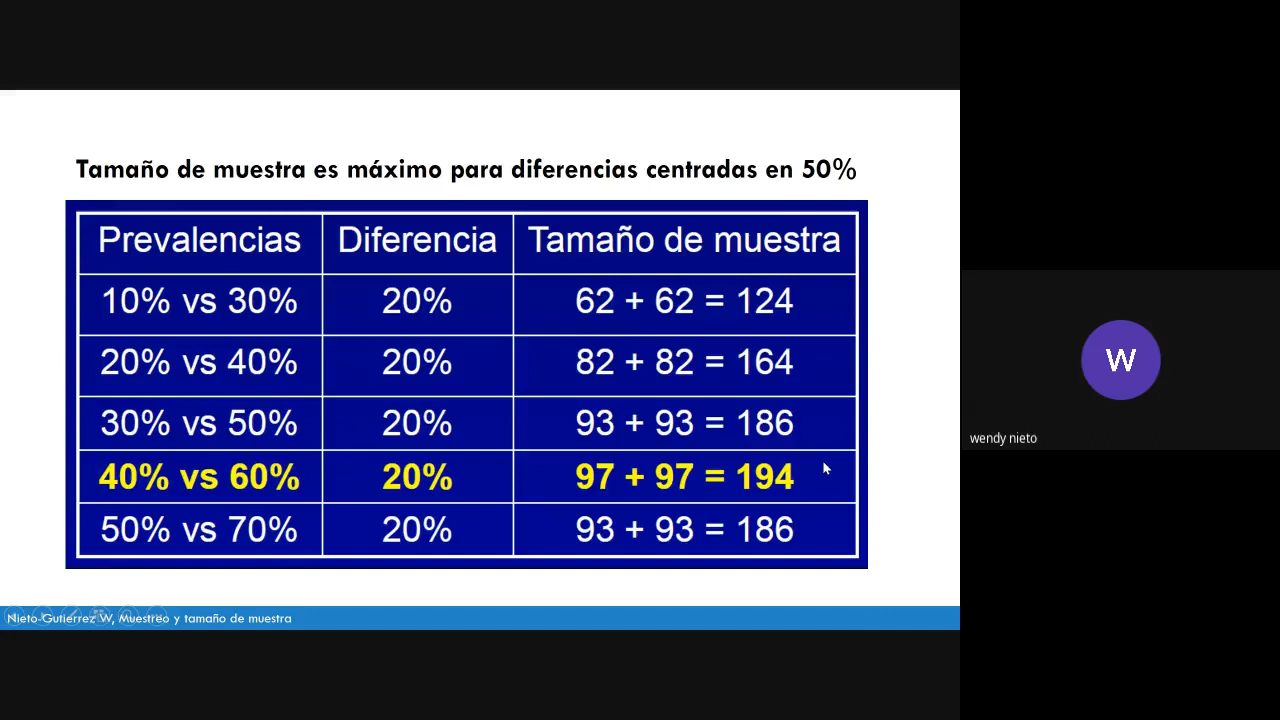 Tamaño de muestra es máximo para diferencias centradas en 50%
Prevalencias Diferencia Tamaño de muestra
10% vs 30% 20% 62 + 62 = 124
20% vs 40% 20% 82 + 82 = 164
30% vs 50% 20% 93 + 93 = 186
40% vs 60% 20% 97 + 97 = 194
50% vs 70% 20% 93 + 93 = 186
Nieto-Gutierrez W, Muestreo y tamaño de muestra
W
wendy nieto